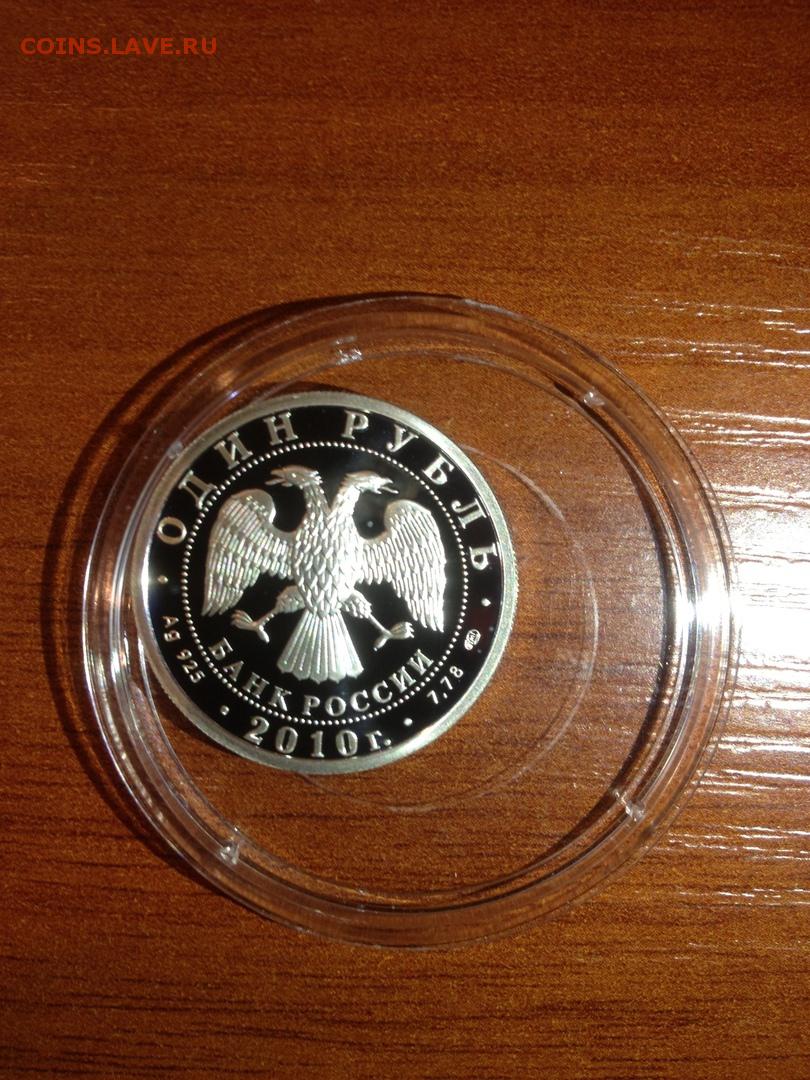 COINS.LAVE.RU
ОДИН РУБЛЬ
Ag 925
БАНК РОССИИ
7,78
2010 г.